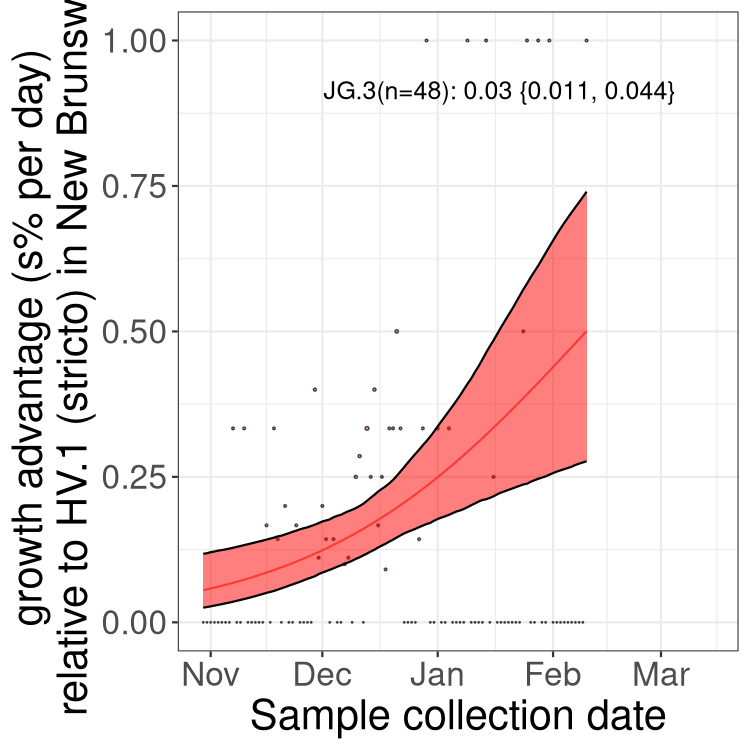 growth advantage (s% per day)
relative to HV.1 (stricto) in New Brunsw
1.00
0.75
0.50
0.25
0.00
JG.3(n=48): 0.03 {0.011, 0.044}
Nov Dec Jan Feb Mar
Sample collection date